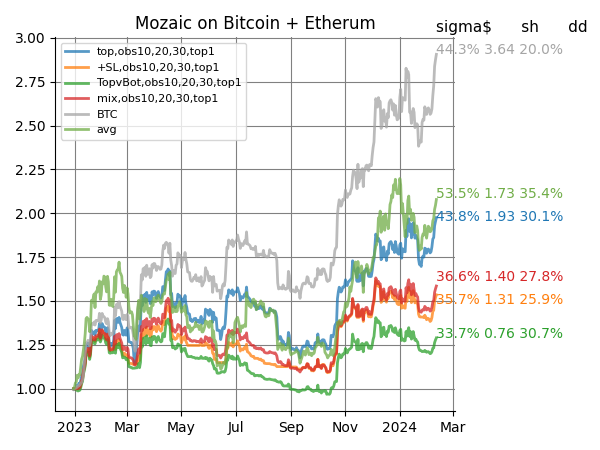 Mozaic on Bitcoin + Etherum
sigma$ sh dd
3.00
2.75
2.50
2.25
2.00
1.75
1.50
1.25
1.00
top,obs10,20,30,top1
+SL,obs10,20,30,top1
TopvBot,obs10,20,30,top1
mix,obs10,20,30,top1
BTC
avg
44.3% 3.64 20.0%
53.5% 1.73 35.4%
43.8% 1.93 30.1%
36.6% 1.40 27.8%
35.7% 1.31 25.9%
33.7% 0.76 30.7%
2023 Mar May Jul Sep Nov 2024 Mar